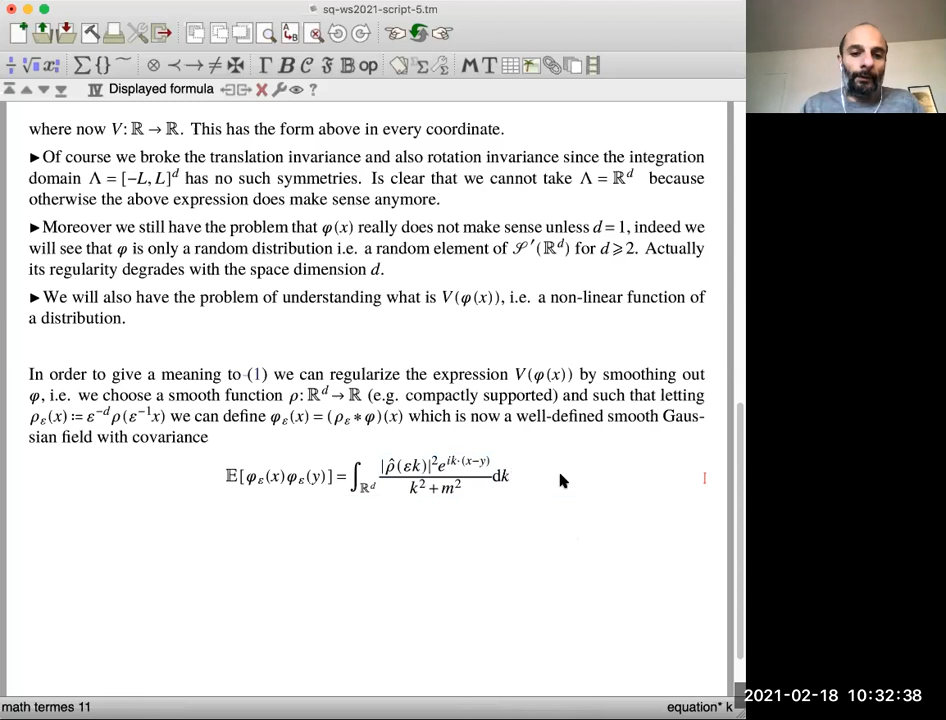 sq-ws2021-script-5.tm
Displayed formula
where now V: ℝ → ℝ. This has the form above in every coordinate.
►Of course we broke the translation invariance and also rotation invariance since the integration
domain Λ = [−L, L]^d has no such symmetries. Is clear that we cannot take Λ = ℝ^d because
otherwise the above expression does make sense anymore.
►Moreover we still have the problem that φ(x) really does not make sense unless d = 1, indeed we
will see that φ is only a random distribution i.e. a random element of 𝒮′(ℝ^d) for d ⩾ 2. Actually
its regularity degrades with the space dimension d.
►We will also have the problem of understanding what is V(φ(x)), i.e. a non-linear function of
a distribution.
In order to give a meaning to (1) we can regularize the expression V(φ(x)) by smoothing out
φ, i.e. we choose a smooth function ρ: ℝ^d → ℝ (e.g. compactly supported) and such that letting
ρ_ε(x) := ε^{−d}ρ(ε^{−1}x) we can define φ_ε(x) = (ρ_ε ∗ φ)(x) which is now a well-defined smooth Gaus-
sian field with covariance
𝔼[φ_ε(x)φ_ε(y)] = ∫_{ℝ^d} |ρ̂(εk)|^2 e^{ik·(x−y)} / (k^2 + m^2) dk
math termes 11
equation* k
2021-02-18 10:32:38